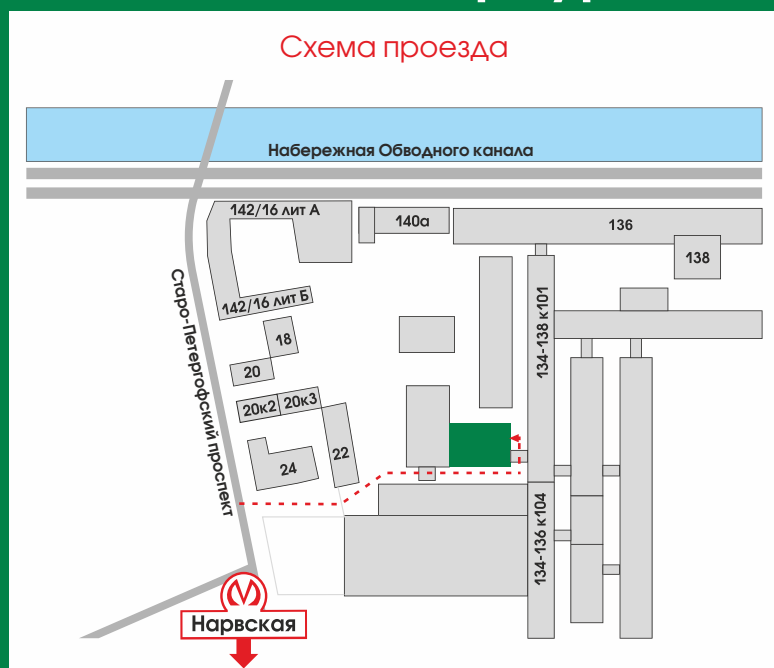 Схема проезда
Набережная Обводного канала
142/16 лит А
140а
136
138
142/16 лит Б
134-138 к101
18
20
Старо-Петергофский проспект
20к2
20к3
22
24
134-136 к104
Нарвская